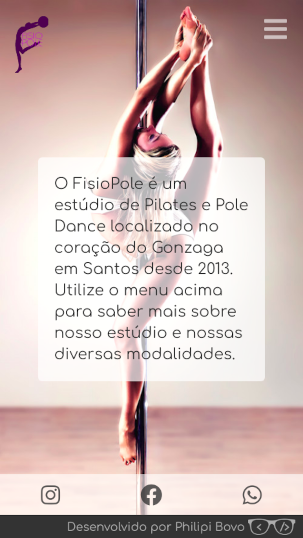 O FisioPole é um
estúdio de Pilates e Pole
Dance localizado no
coração do Gonzaga
em Santos desde 2013.
Utilize o menu acima
para saber mais sobre
nosso estúdio e nossas
diversas modalidades.
Desenvolvido por Philipi Bovo